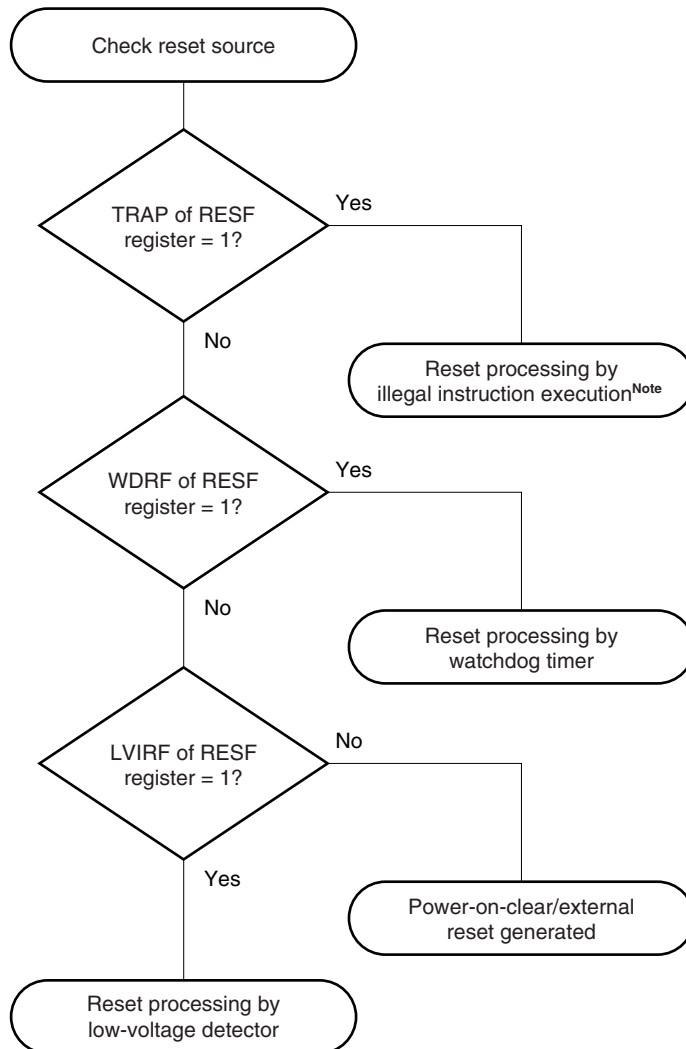 Check reset source
TRAP of RESF
register = 1?
Yes
No
Reset processing by
illegal instruction executionNote
WDRF of RESF
register = 1?
Yes
No
Reset processing by
watchdog timer
LVIRF of RESF
register = 1?
No
Yes
Power-on-clear/external
reset generated
Reset processing by
low-voltage detector